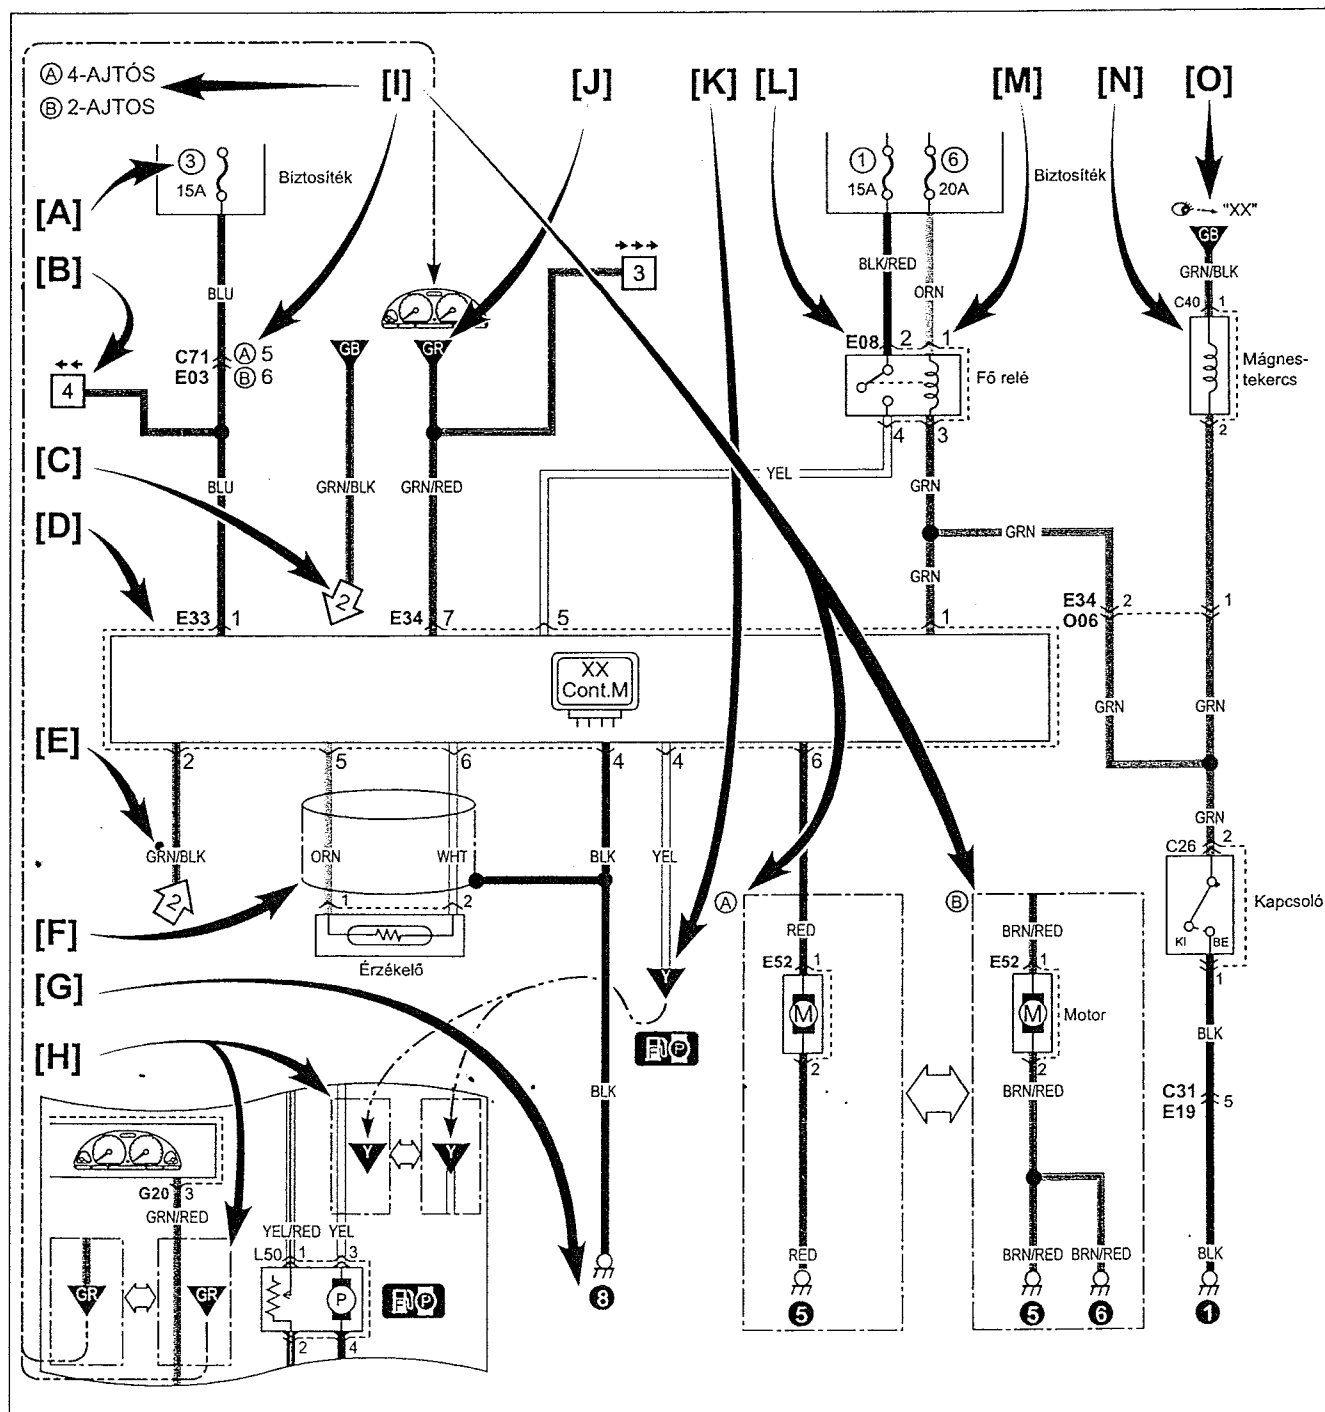 Ⓐ 4-AJTÓS
Ⓑ 2-AJTOS
[I]
[J]
[K]
[L]
[M]
[N]
[O]
③
15A
Biztosíték
①
15A
⑥
20A
Biztosíték
"XX"
[A]
[B]
GB
GRN/BLK
BLK/RED
ORN
3
BLU
C40 1
C71 Ⓐ 5
E03 Ⓑ 6
GB
GR
E08 2 1
Fő relé
Mágnes-
tekercs
4
4 3
2
[C]
BLU
GRN/BLK
GRN/RED
YEL
GRN
[D]
GRN
GRN
2
E33 1
E34 7
5
1
E34 2
O06
1
XX
Cont.M
GRN
GRN
[E]
2
5
6
4
4
6
GRN/BLK
2
ORN
WHT
BLK
YEL
GRN
C26 2
Kapcsoló
KI BE
1
[F]
1
2
Érzékelő
Ⓐ
Ⓑ
RED
BRN/RED
E52 1
M
2
E52 1
M
Motor
2
[G]
Y
P
[H]
BLK
BRN/RED
BLK
C31
E19
5
Y
Y
G20 3
GRN/RED
YEL/RED
YEL
L50 1
3
GR
GR
P
P
2
4
8
RED
5
BRN/RED
BRN/RED
5
6
BLK
1